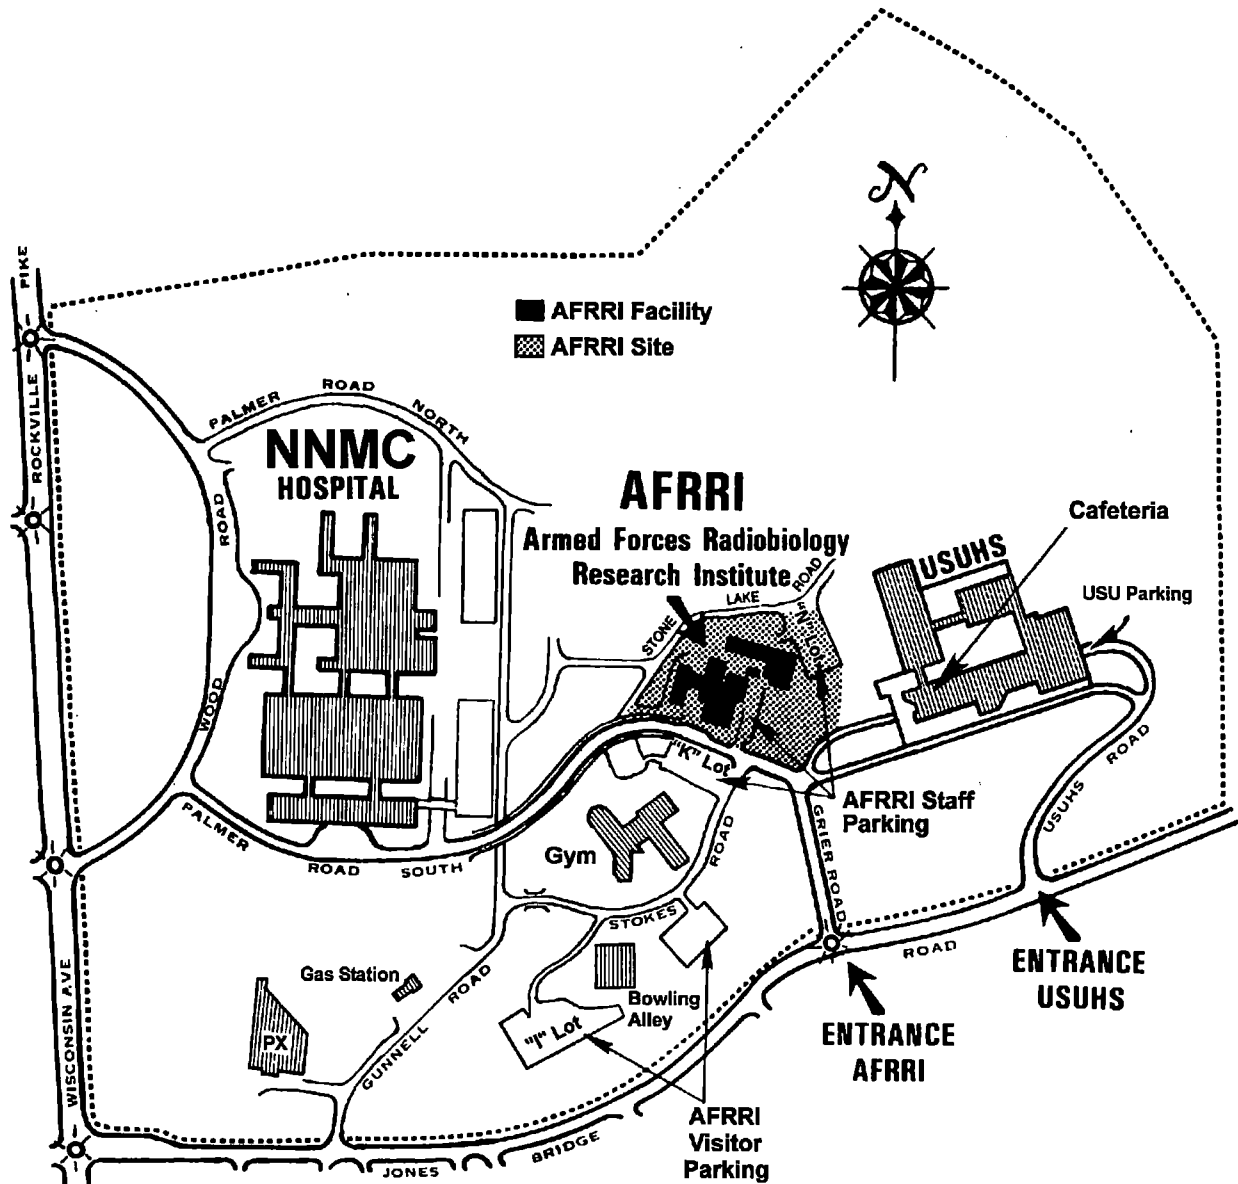 N
PIKE
AFRRI Facility
AFRRI Site
ROCKVILLE
PALMER ROAD NORTH
NNMC
HOSPITAL
AFRRI
Armed Forces Radiobiology
Research Institute
Cafeteria
USUHS
USU Parking
ROAD
WOOD
STONE LAKE ROAD
"N" Lot
"K" Lot
AFRRI Staff
Parking
USUHS ROAD
PALMER ROAD SOUTH
Gym
GRIER ROAD
STOKES ROAD
Gas Station
GUNNELL ROAD
Bowling
Alley
"I" Lot
PX
WISCONSIN AVE
ENTRANCE
USUHS
ENTRANCE
AFRRI
AFRRI
Visitor
Parking
JONES BRIDGE ROAD